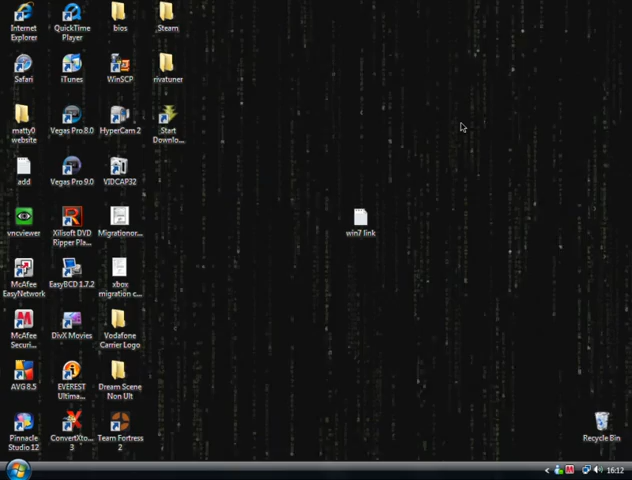 Internet
Explorer
QuickTime
Player
bios
Steam
Safari
iTunes
WinSCP
rivatuner
matty0
website
Vegas Pro 8.0
HyperCam 2
Start
Downlo...
add
Vegas Pro 9.0
VIDCAP32
vncviewer
Xilisoft DVD
Ripper Pla...
Migrationor...
win7 link
McAfee
EasyNetwork
EasyBCD 1.7.2
xbox
migration c...
McAfee
Securi...
DivX Movies
Vodafone
Carrier Logo
AVG 8.5
EVEREST
Ultima...
Dream Scene
Non Ult
Pinnacle
Studio 12
ConvertXto...
3
Team Fortress
2
Recycle Bin
16:12